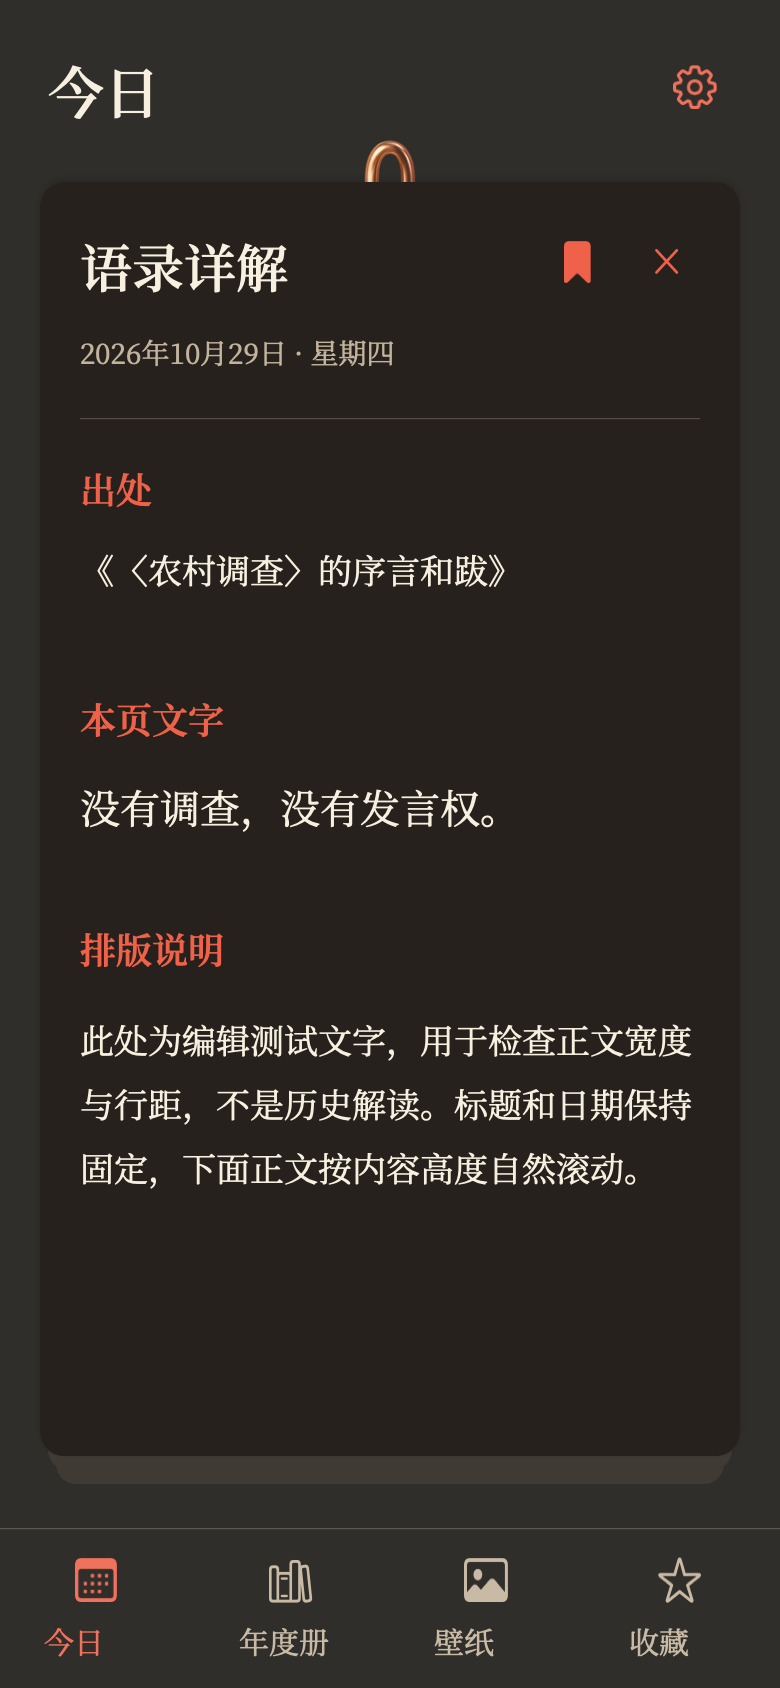 今日
语录详解
2026年10月29日 · 星期四
出处
《〈农村调查〉的序言和跋》
本页文字
没有调查，没有发言权。
排版说明
此处为编辑测试文字，用于检查正文宽度
与行距，不是历史解读。标题和日期保持
固定，下面正文按内容高度自然滚动。
今日
年度册
壁纸
收藏